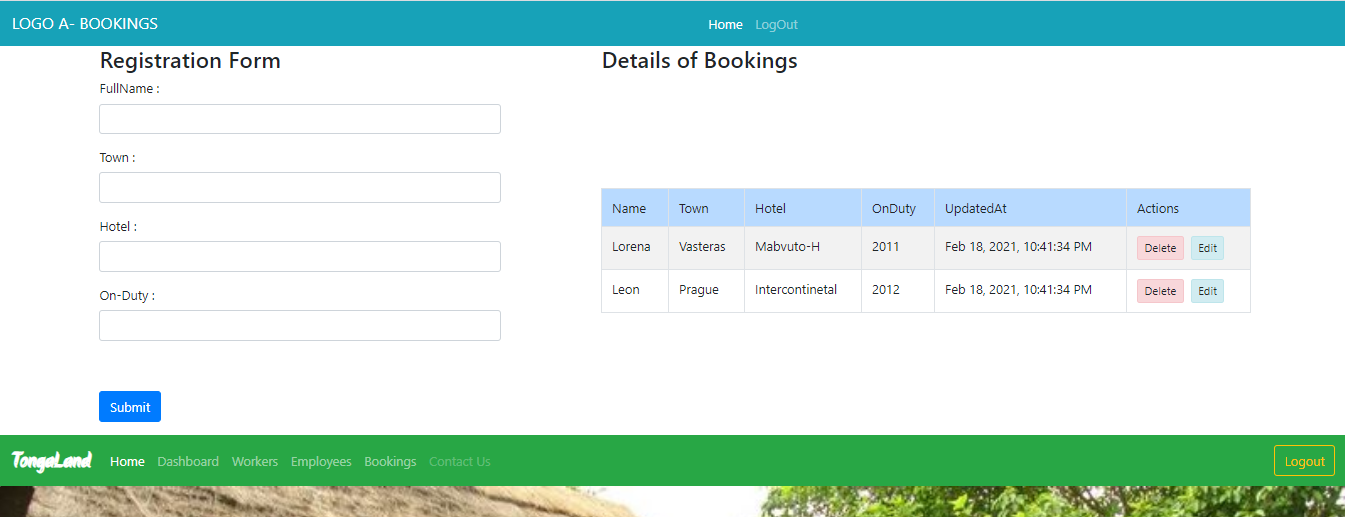 LOGO A- BOOKINGS Home LogOut
Registration Form
FullName :
Town :
Hotel :
On-Duty :
Submit
Details of Bookings
Name Town Hotel OnDuty UpdatedAt Actions
Lorena Vasteras Mabvuto-H 2011 Feb 18, 2021, 10:41:34 PM Delete Edit
Leon Prague Intercontinetal 2012 Feb 18, 2021, 10:41:34 PM Delete Edit
TongaLand Home Dashboard Workers Employees Bookings Contact Us Logout